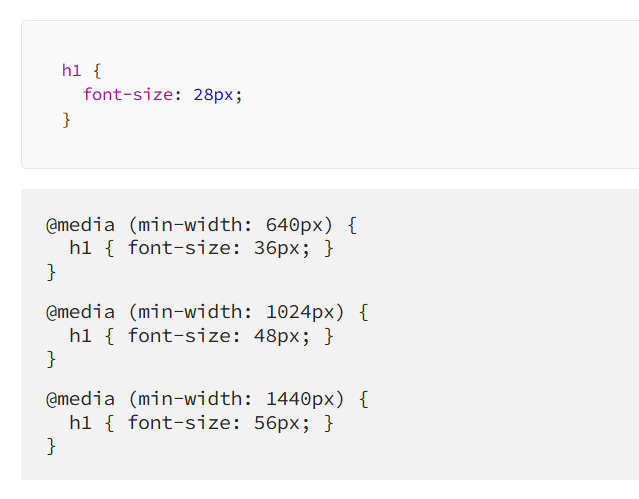 h1 {
  font-size: 28px;
}
@media (min-width: 640px) {
  h1 { font-size: 36px; }
}
@media (min-width: 1024px) {
  h1 { font-size: 48px; }
}
@media (min-width: 1440px) {
  h1 { font-size: 56px; }
}